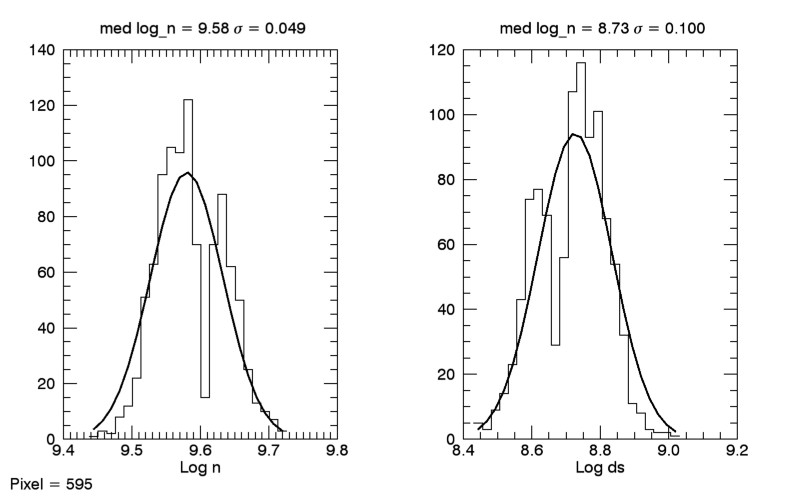 med log_n = 9.58 σ = 0.049
med log_n = 8.73 σ = 0.100
140
120
100
80
60
40
20
0
9.4 9.5 9.6 9.7 9.8
Log n
120
100
80
60
40
20
0
8.4 8.6 8.8 9.0 9.2
Log ds
Pixel = 595